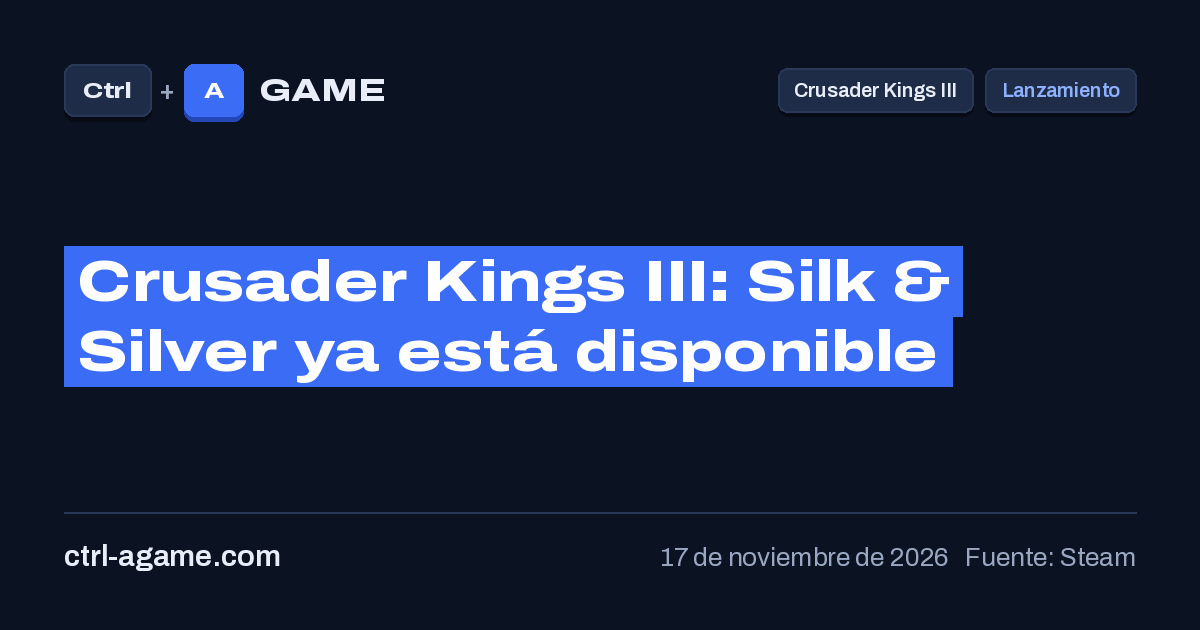 Ctrl + A GAME
Crusader Kings III Lanzamiento
Crusader Kings III: Silk &
Silver ya está disponible
ctrl-agame.com
17 de noviembre de 2026 Fuente: Steam